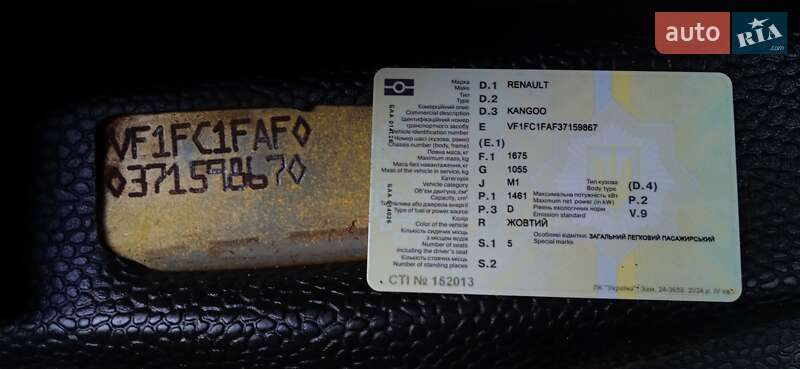 auto RIA
VF1FC1FAF◊
◊37159867◊
Марка
Make D.1 RENAULT
Тип
Type D.2
Комерційний опис
Commercial description D.3 KANGOO
Ідентифікаційний номер
транспортного засобу E VF1FC1FAF37159867
Vehicle identification number
Номер шасі (кузова, рами)
Chassis number (body, frame) (E.1)
Повна маса, кг
Maximum mass, kg F.1 1675
Маса без навантаження, кг
Mass of the vehicle in service, kg G 1055
Категорія
Vehicle category J M1 Тип кузова
Body type (D.4)
Об'єм двигуна, см³
Capacity, cm³ P.1 1461 Максимальна потужність кВт
Maximum net power (in kW) P.2
Тип пального або джерела енергії
Type of fuel or power source P.3 D Рівень екологічних норм
Emission standard V.9
Колір
Color of the vehicle R ЖОВТИЙ
Кількість сидячих місць
з місцем водія
Number of seats
including the driver's seat S.1 5 Особливі відмітки: ЗАГАЛЬНИЙ ЛЕГКОВИЙ ПАСАЖИРСЬКИЙ
Special marks
Кількість стоячих місць
Number of standing places S.2
СТІ № 152013